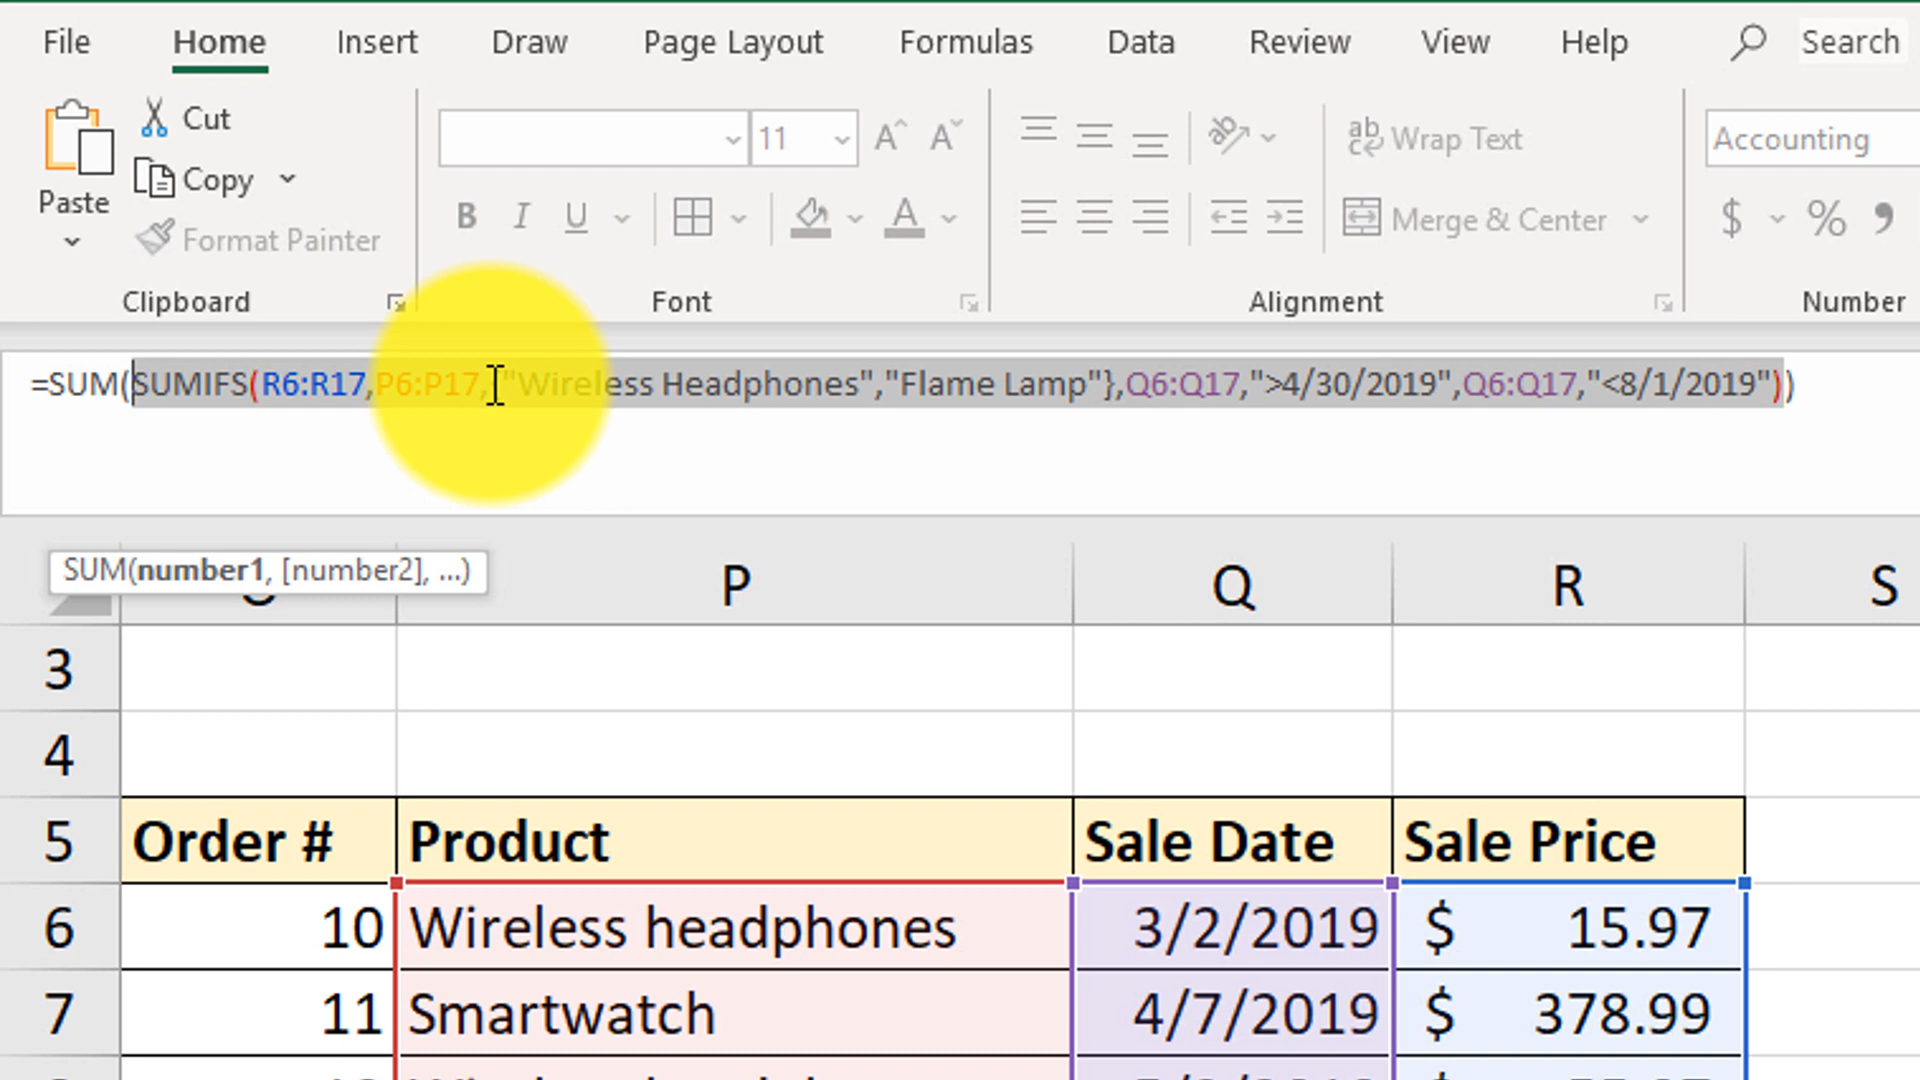 File Home Insert Draw Page Layout Formulas Data Review View Help Search
Cut
Copy
Paste
Format Painter
Clipboard
11 A A
B I U A
Font
ab
ab c Wrap Text
Merge & Center
Alignment
Accounting
$ % ,
Number
=SUM(SUMIFS(R6:R17,P6:P17, "Wireless Headphones","Flame Lamp"},Q6:Q17,">4/30/2019",Q6:Q17,"<8/1/2019"))
SUM(number1, [number2], ...)
P Q R S
3
4
5 Order # Product Sale Date Sale Price
6 10 Wireless headphones 3/2/2019 $ 15.97
7 11 Smartwatch 4/7/2019 $ 378.99